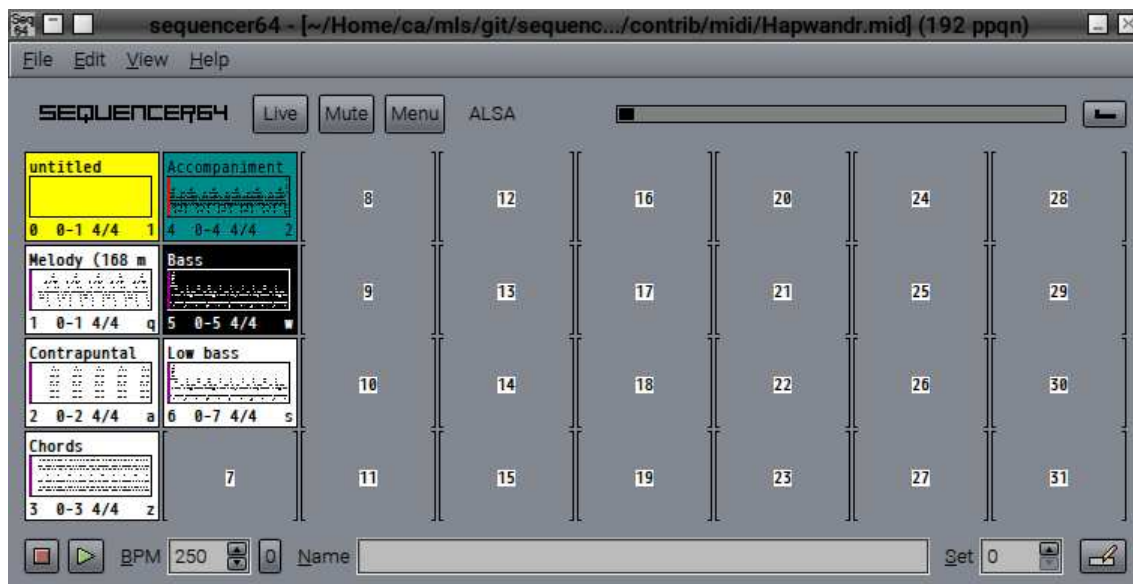 Seq 64 sequencer64 - [~/Home/ca/mls/git/sequenc.../contrib/midi/Hapwandr.mid] (192 ppqn)
File Edit View Help
SEQUENCER64 Live Mute Menu ALSA
untitled Accompaniment
8 12 16 20 24 28
0 0-1 4/4 1 4 0-4 4/4 2
Melody (168 m Bass
9 13 17 21 25 29
1 0-1 4/4 q 5 0-5 4/4 w
Contrapuntal Low bass
10 14 18 22 26 30
2 0-2 4/4 a 6 0-7 4/4 s
Chords
7 11 15 19 23 27 31
3 0-3 4/4 z
BPM 250 0 Name Set 0